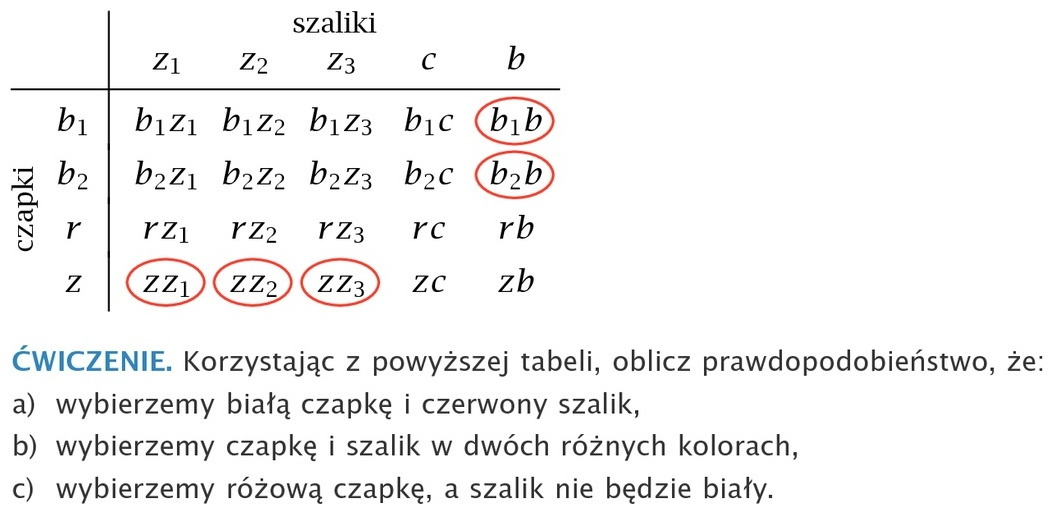 szaliki
z₁ z₂ z₃ c b
czapki
b₁ b₁z₁ b₁z₂ b₁z₃ b₁c b₁b
b₂ b₂z₁ b₂z₂ b₂z₃ b₂c b₂b
r rz₁ rz₂ rz₃ rc rb
z zz₁ zz₂ zz₃ zc zb
ĆWICZENIE. Korzystając z powyższej tabeli, oblicz prawdopodobieństwo, że:
a) wybierzemy białą czapkę i czerwony szalik,
b) wybierzemy czapkę i szalik w dwóch różnych kolorach,
c) wybierzemy różową czapkę, a szalik nie będzie biały.